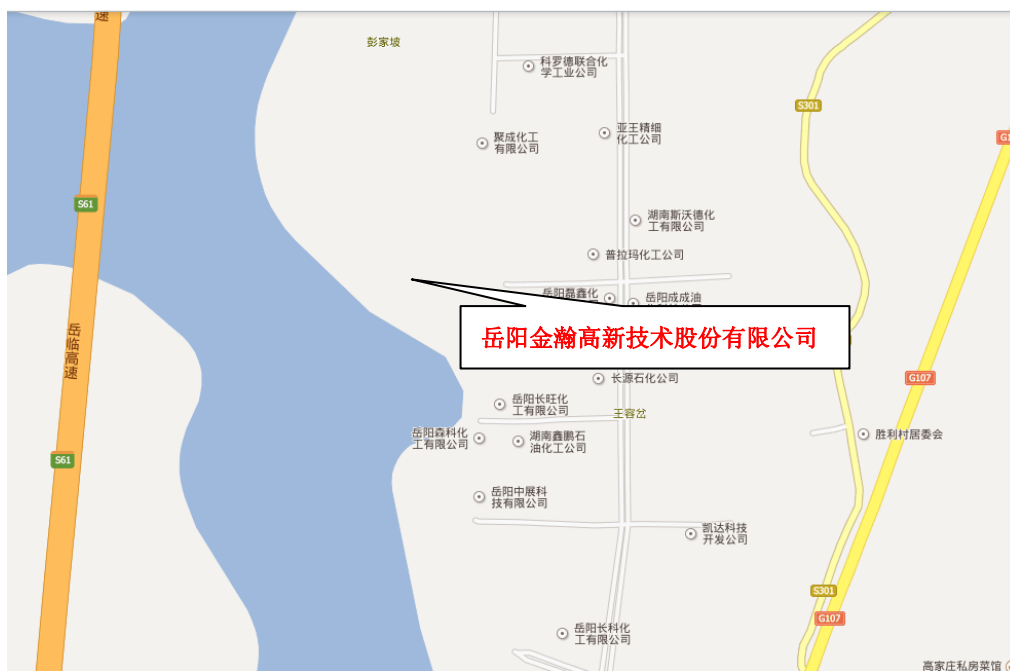 速
彭家坡
科罗德联合化
学工业公司
S301
亚王精细
化工公司
聚成化工
有限公司
S61
湖南斯沃德化
工有限公司
普拉玛化工公司
岳阳磊鑫化
岳阳成成油
岳阳金瀚高新技术股份有限公司
岳临高速
长源石化公司
G107
岳阳长旺化
工有限公司
王容岔
岳阳森科化
工有限公司
湖南鑫鹏石
油化工公司
胜利村居委会
S61
岳阳中展科
技有限公司
凯达科技
开发公司
S301
G107
岳阳长科化
工有限公司
高家庄私房菜馆